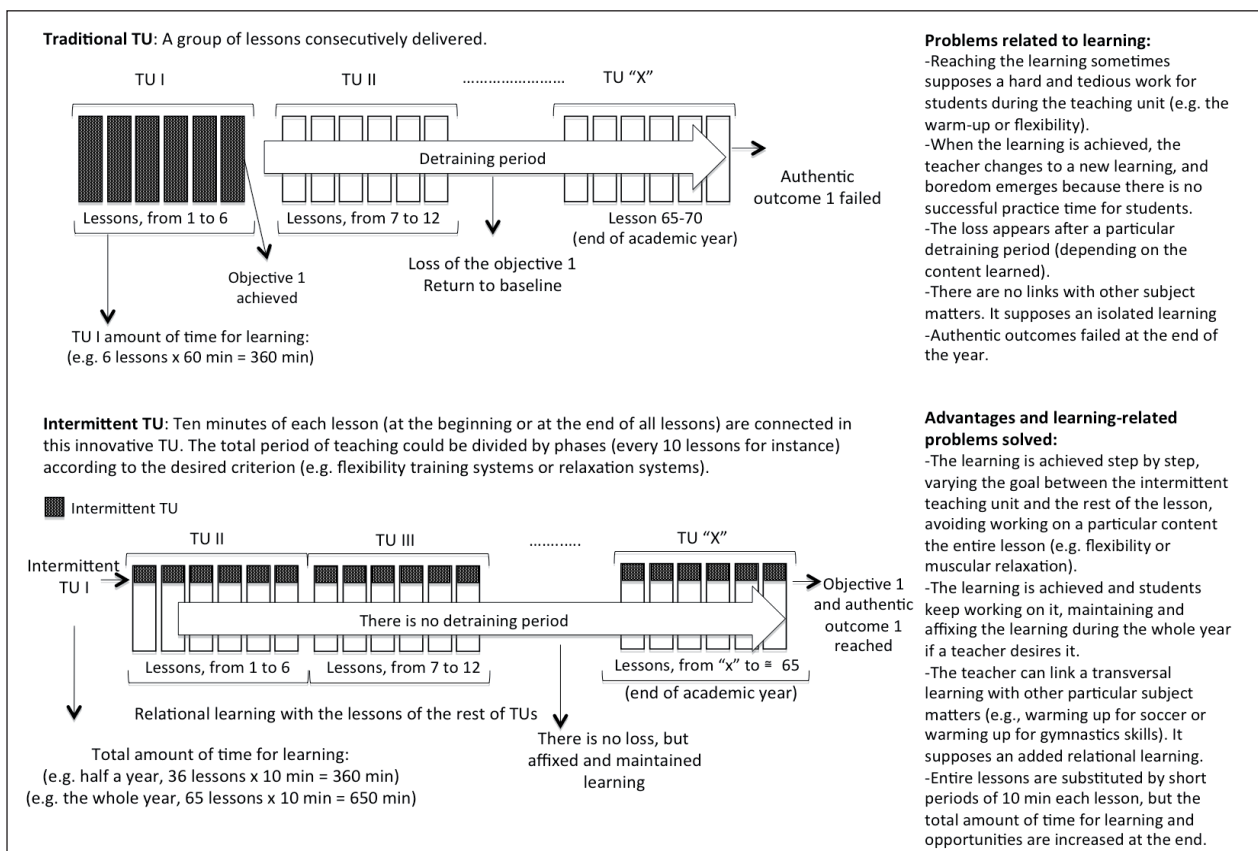 Traditional TU: A group of lessons consecutively delivered.
TU I
TU II
........................
TU “X”
Detraining period
Lessons, from 1 to 6
Lessons, from 7 to 12
Lesson 65-70
(end of academic year)
Authentic
outcome 1 failed
Objective 1
achieved
Loss of the objective 1
Return to baseline
TU I amount of time for learning:
(e.g. 6 lessons x 60 min = 360 min)
Problems related to learning:
-Reaching the learning sometimes
supposes a hard and tedious work for
students during the teaching unit (e.g. the
warm-up or flexibility).
-When the learning is achieved, the
teacher changes to a new learning, and
boredom emerges because there is no
successful practice time for students.
-The loss appears after a particular
detraining period (depending on the
content learned).
-There are no links with other subject
matters. It supposes an isolated learning
-Authentic outcomes failed at the end of
the year.
Intermittent TU: Ten minutes of each lesson (at the beginning or at the end of all lessons) are connected in
this innovative TU. The total period of teaching could be divided by phases (every 10 lessons for instance)
according to the desired criterion (e.g. flexibility training systems or relaxation systems).
Intermittent TU
TU II
TU III
............
TU “X”
Intermittent
TU I
There is no detraining period
Objective 1
and authentic
outcome 1
reached
Lessons, from 1 to 6
Lessons, from 7 to 12
Lessons, from “x” to ≅ 65
(end of academic year)
Relational learning with the lessons of the rest of TUs
There is no loss, but
affixed and maintained
learning
Total amount of time for learning:
(e.g. half a year, 36 lessons x 10 min = 360 min)
(e.g. the whole year, 65 lessons x 10 min = 650 min)
Advantages and learning-related
problems solved:
-The learning is achieved step by step,
varying the goal between the intermittent
teaching unit and the rest of the lesson,
avoiding working on a particular content
the entire lesson (e.g. flexibility or
muscular relaxation).
-The learning is achieved and students
keep working on it, maintaining and
affixing the learning during the whole year
if a teacher desires it.
-The teacher can link a transversal
learning with other particular subject
matters (e.g., warming up for soccer or
warming up for gymnastics skills). It
supposes an added relational learning.
-Entire lessons are substituted by short
periods of 10 min each lesson, but the
total amount of time for learning and
opportunities are increased at the end.